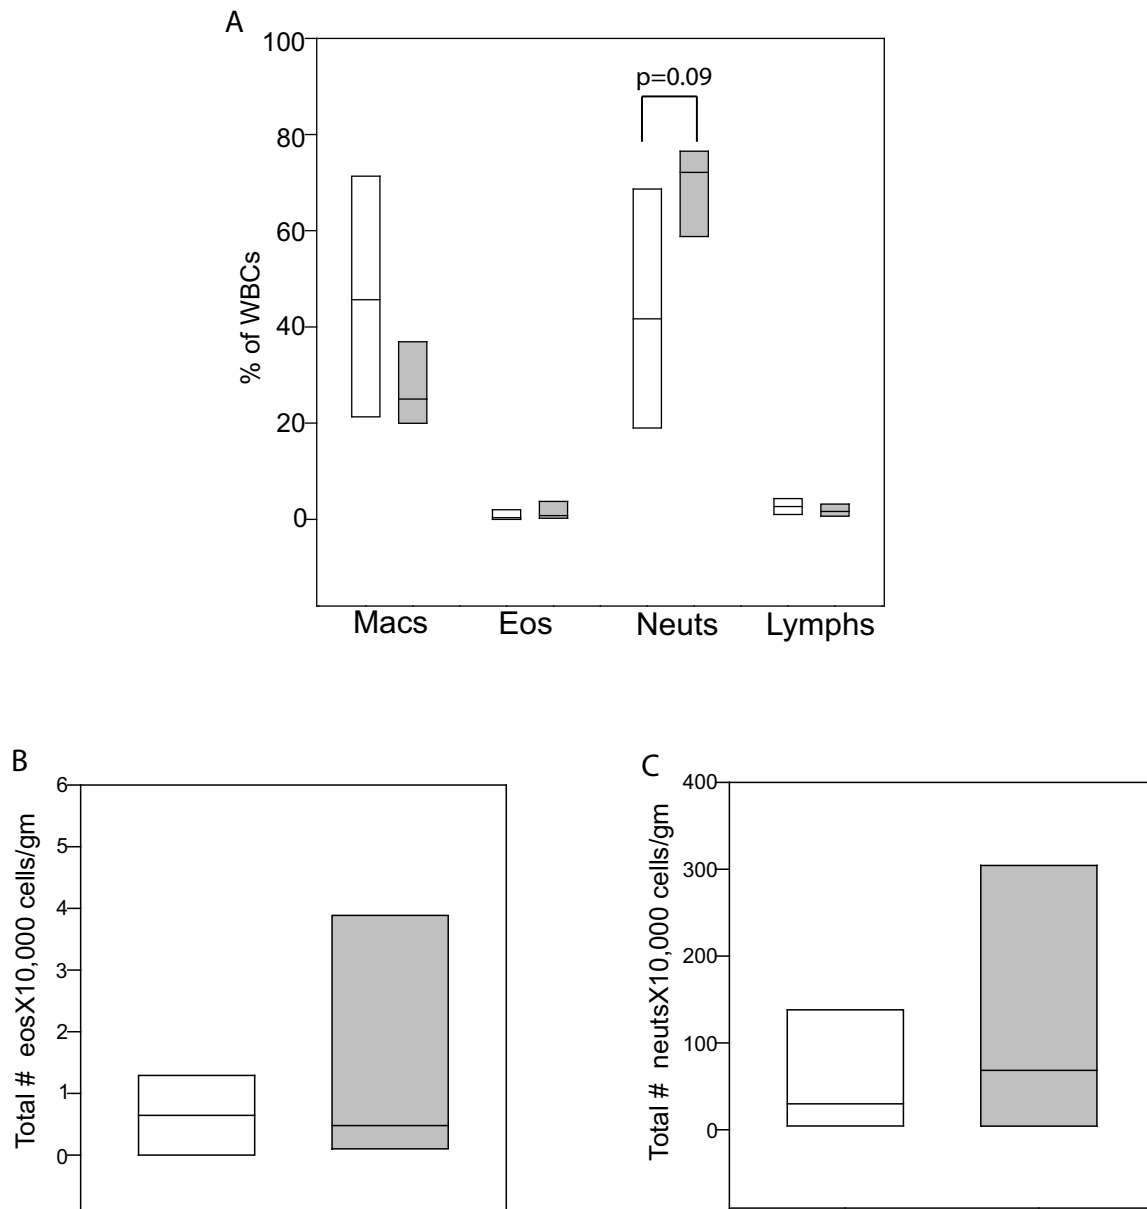 A
100
80
60
40
20
0
% of WBCs
p=0.09
Macs Eos Neuts Lymphs
B
6
5
4
3
2
1
0
Total # eosX10,000 cells/gm
C
400
300
200
100
0
Total # neutsX10,000 cells/gm